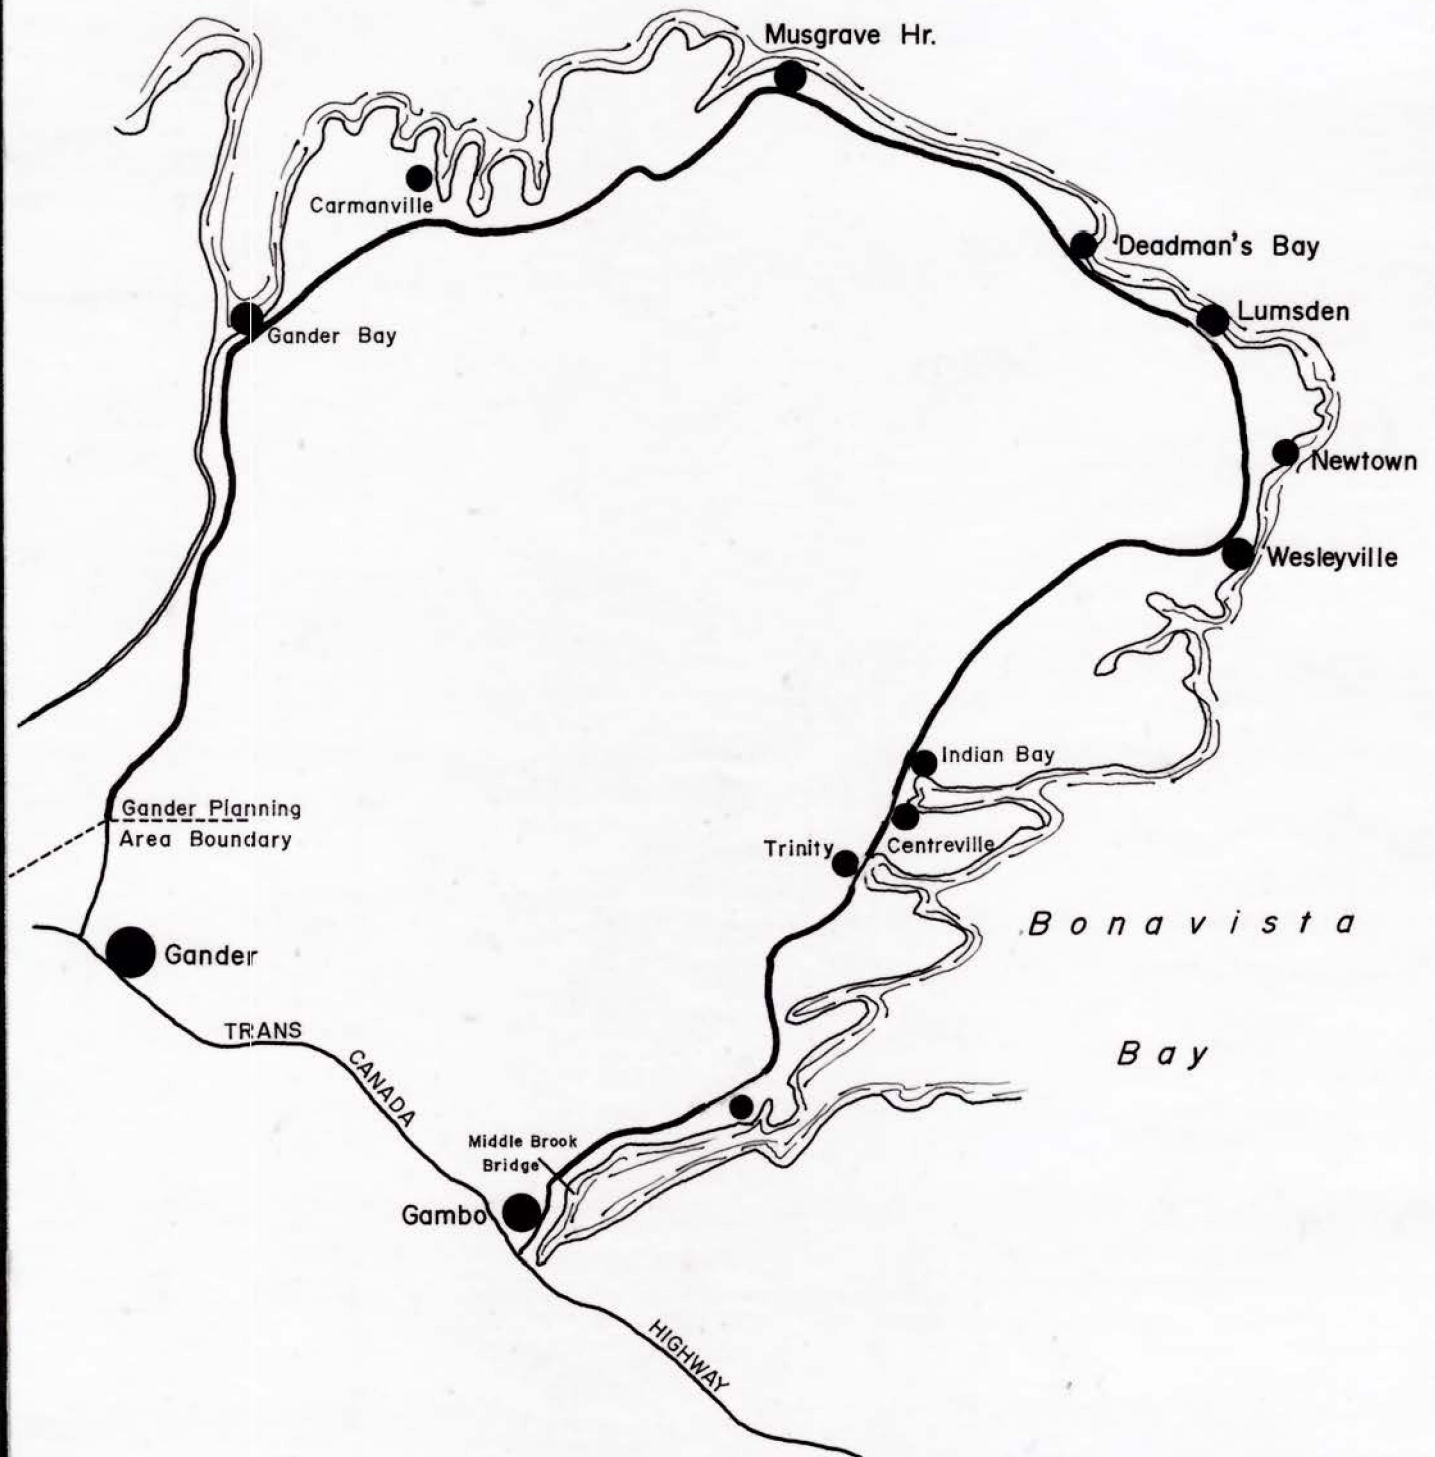 Musgrave Hr.
Carmanville
Deadman's Bay
Lumsden
Gander Bay
Newtown
Wesleyville
Indian Bay
Gander Planning
Area Boundary
Trinity
Centreville
Bonavista
Bay
Gander
TRANS
CANADA
HIGHWAY
Middle Brook
Bridge
Gambo